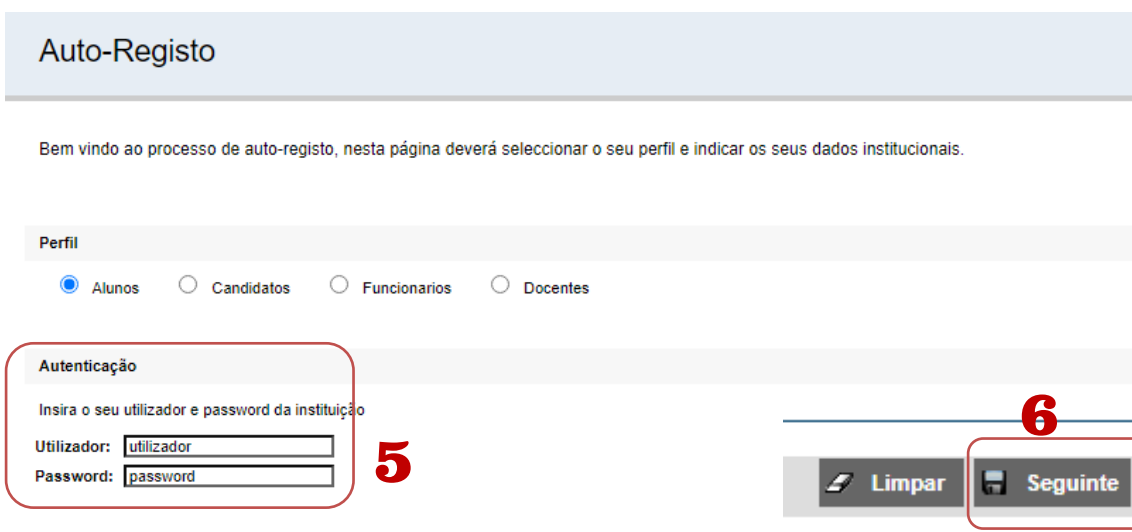 Auto-Registo
Bem vindo ao processo de auto-registo, nesta página deverá seleccionar o seu perfil e indicar os seus dados institucionais.
Perfil
Alunos Candidatos Funcionarios Docentes
Autenticação
Insira o seu utilizador e password da instituição
Utilizador: utilizador
Password: password
5
6
Limpar Seguinte